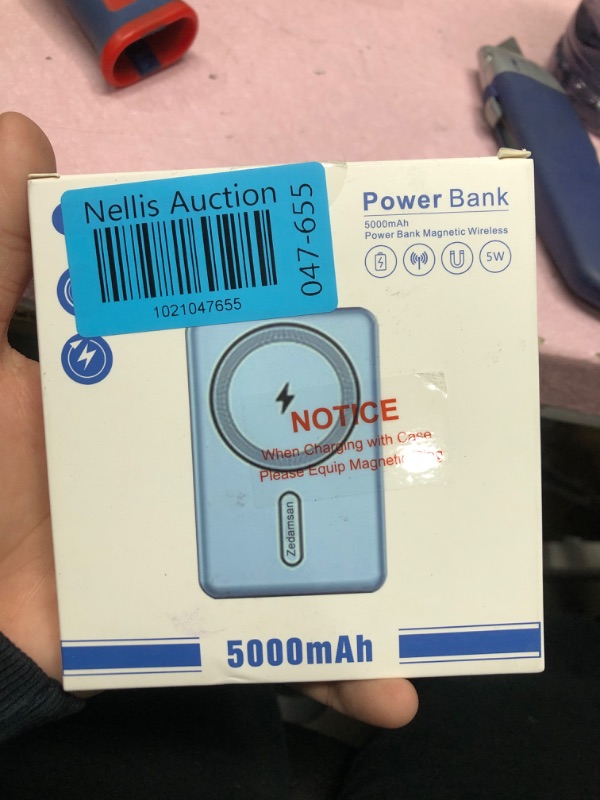 Nellis Auction
1021047655
047-655
Power Bank
5000mAh
Power Bank Magnetic Wireless
5W
NOTICE
When Charging with Case
Please Equip Magnetic
Zedamsan
5000mAh